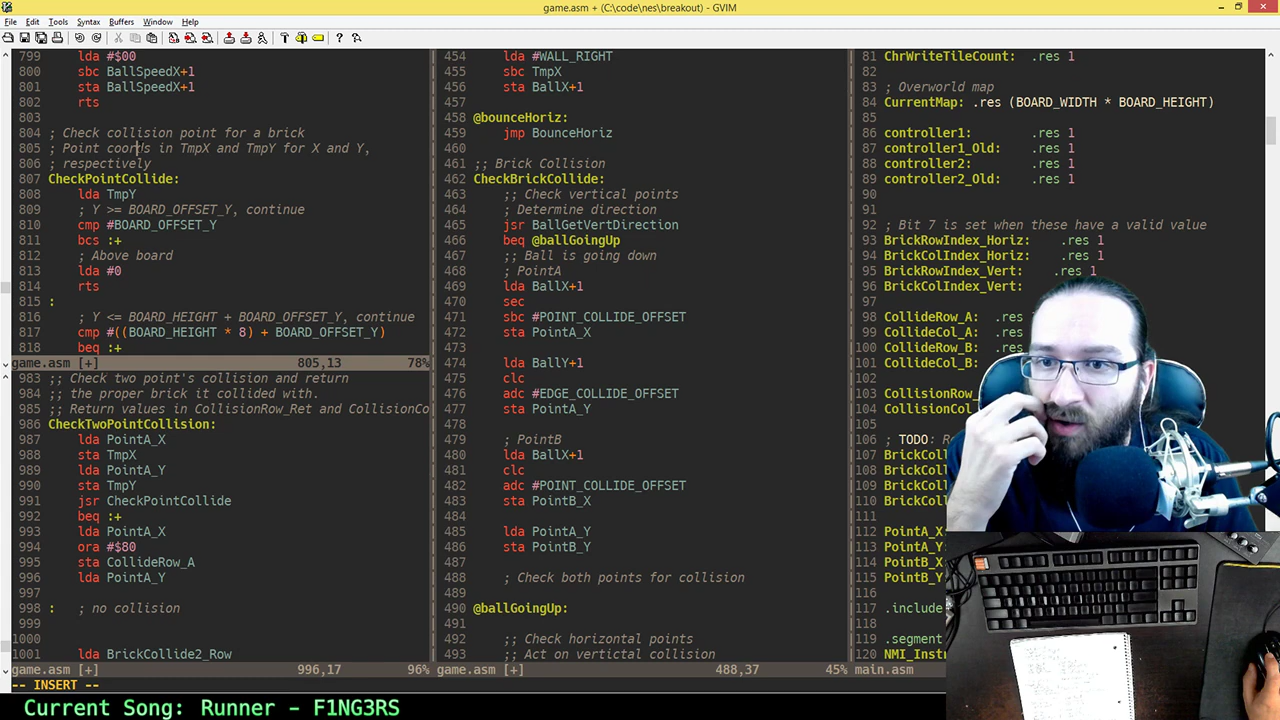 game.asm + (C:\code\nes\breakout) - GVIM
File Edit Tools Syntax Buffers Window Help
799 lda #$00
800 sbc BallSpeedX+1
801 sta BallSpeedX+1
802 rts
803
804 ; Check collision point for a brick
805 ; Point coords in TmpX and TmpY for X and Y,
806 ; respectively
807 CheckPointCollide:
808 lda TmpY
809 ; Y >= BOARD_OFFSET_Y, continue
810 cmp #BOARD_OFFSET_Y
811 bcs :+
812 ; Above board
813 lda #0
814 rts
815 :
816 ; Y <= BOARD_HEIGHT + BOARD_OFFSET_Y, continue
817 cmp #((BOARD_HEIGHT * 8) + BOARD_OFFSET_Y)
818 beq :+
game.asm [+] 805,13 78%
983 ;; Check two point's collision and return
984 ;; the proper brick it collided with.
985 ;; Return values in CollisionRow_Ret and CollisionCo
986 CheckTwoPointCollision:
987 lda PointA_X
988 sta TmpX
989 lda PointA_Y
990 sta TmpY
991 jsr CheckPointCollide
992 beq :+
993 lda PointA_X
994 ora #$80
995 sta CollideRow_A
996 lda PointA_Y
997
998 : ; no collision
999
1000
1001 lda BrickCollide2_Row
game.asm [+] 996,17 96%
454 lda #WALL_RIGHT
455 sbc TmpX
456 sta BallX+1
457
458 @bounceHoriz:
459 jmp BounceHoriz
460
461 ;; Brick Collision
462 CheckBrickCollide:
463 ;; Check vertical points
464 ; Determine direction
465 jsr BallGetVertDirection
466 beq @ballGoingUp
467 ;; Ball is going down
468 ; PointA
469 lda BallX+1
470 sec
471 sbc #POINT_COLLIDE_OFFSET
472 sta PointA_X
473
474 lda BallY+1
475 clc
476 adc #EDGE_COLLIDE_OFFSET
477 sta PointA_Y
478
479 ; PointB
480 lda BallX+1
481 clc
482 adc #POINT_COLLIDE_OFFSET
483 sta PointB_X
484
485 lda PointA_Y
486 sta PointB_Y
487
488 ; Check both points for collision
489
490 @ballGoingUp:
491
492 ;; Check horizontal points
493 ;; Act on vertictal collision
game.asm [+] 488,37 45%
81 ChrWriteTileCount: .res 1
82
83 ; Overworld map
84 CurrentMap: .res (BOARD_WIDTH * BOARD_HEIGHT)
85
86 controller1: .res 1
87 controller1_Old: .res 1
88 controller2: .res 1
89 controller2_Old: .res 1
90
91
92 ; Bit 7 is set when these have a valid value
93 BrickRowIndex_Horiz: .res 1
94 BrickColIndex_Horiz: .res 1
95 BrickRowIndex_Vert: .res 1
96 BrickColIndex_Vert:
97
98 CollideRow_A: .res
99 CollideCol_A: .res
100 CollideRow_B: .res
101 CollideCol_B: .res
102
103 CollisionRow_
104 Collision
105
106 ; TODO:
107 BrickCol
108 BrickCol
109 BrickCol
110 BrickCol
111
112 PointA_X
113 PointA_Y
114 PointB_X
115 PointB_Y
116
117 .include
118
119 .segment
120 NMI_Inst
main.asm
-- INSERT --
Current Song: Runner - F1NG3RS